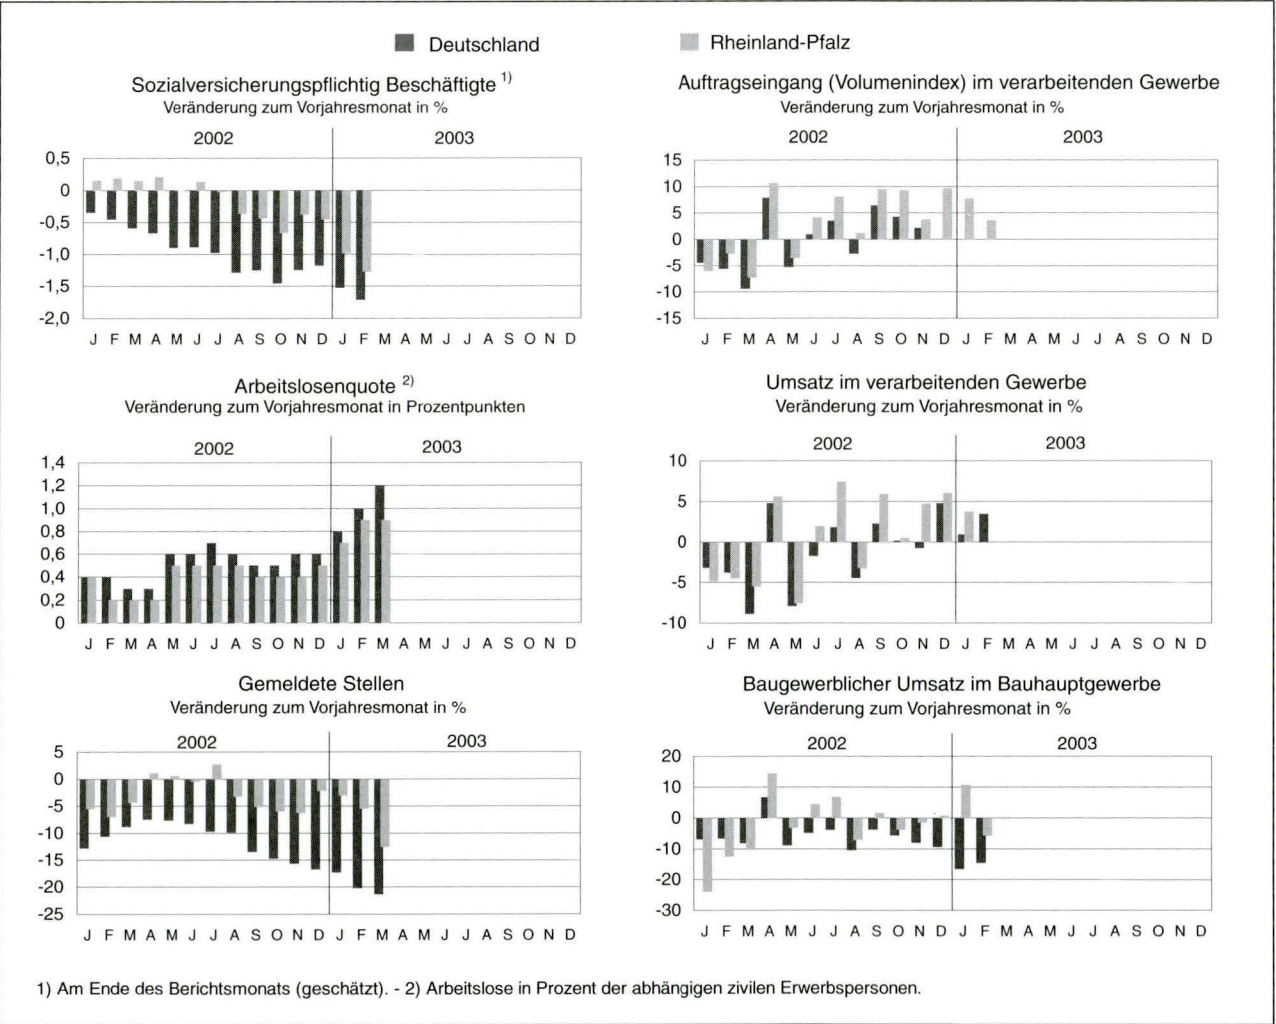 Deutschland Rheinland-Pfalz
Sozialversicherungspflichtig Beschäftigte 1)
Veränderung zum Vorjahresmonat in %
2002 2003
0,5
0
-0,5
-1,0
-1,5
-2,0
J F M A M J J A S O N D J F M A M J J A S O N D
Auftragseingang (Volumenindex) im verarbeitenden Gewerbe
Veränderung zum Vorjahresmonat in %
2002 2003
15
10
5
0
-5
-10
-15
J F M A M J J A S O N D J F M A M J J A S O N D
Arbeitslosenquote 2)
Veränderung zum Vorjahresmonat in Prozentpunkten
2002 2003
1,4
1,2
1,0
0,8
0,6
0,4
0,2
0
J F M A M J J A S O N D J F M A M J J A S O N D
Umsatz im verarbeitenden Gewerbe
Veränderung zum Vorjahresmonat in %
2002 2003
10
5
0
-5
-10
J F M A M J J A S O N D J F M A M J J A S O N D
Gemeldete Stellen
Veränderung zum Vorjahresmonat in %
2002 2003
5
0
-5
-10
-15
-20
-25
J F M A M J J A S O N D J F M A M J J A S O N D
Baugewerblicher Umsatz im Bauhauptgewerbe
Veränderung zum Vorjahresmonat in %
2002 2003
20
10
0
-10
-20
-30
J F M A M J J A S O N D J F M A M J J A S O N D
1) Am Ende des Berichtsmonats (geschätzt). - 2) Arbeitslose in Prozent der abhängigen zivilen Erwerbspersonen.